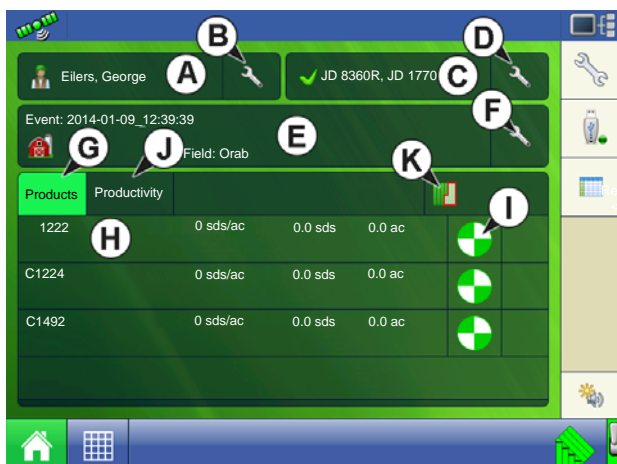 B
D
Eilers, George
A
JD 8360R, JD 1770
C
Event: 2014-01-09_12:39:39
F
E
G
J
Field: Orab
K
Products
Productivity
I
1222
H
0 sds/ac
0.0 sds
0.0 ac
C1224
0 sds/ac
0.0 sds
0.0 ac
C1492
0 sds/ac
0.0 sds
0.0 ac